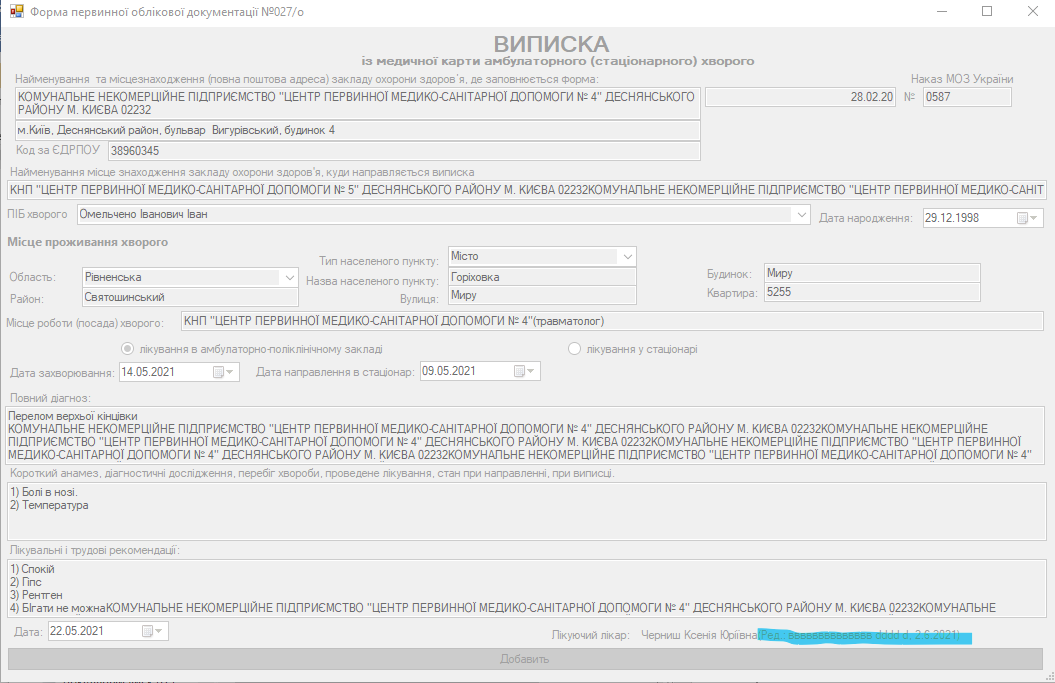 Форма первинної облікової документації №027/о
ВИПИСКА
із медичної карти амбулаторного (стаціонарного) хворого
Найменування та місцезнаходження (повна поштова адреса) закладу охорони здоров'я, де заповнюється форма:
Наказ МОЗ України
КОМУНАЛЬНЕ НЕКОМЕРЦІЙНЕ ПІДПРИЄМСТВО "ЦЕНТР ПЕРВИННОЇ МЕДИКО-САНІТАРНОЇ ДОПОМОГИ № 4" ДЕСНЯНСЬКОГО
РАЙОНУ М. КИЄВА 02232
28.02.20 № 0587
м.Київ, Деснянський район, бульвар Вигурівський, будинок 4
Код за ЄДРПОУ 38960345
Найменування місце знаходження закладу охорони здоров'я, куди направляється виписка
КНП "ЦЕНТР ПЕРВИННОЇ МЕДИКО-САНІТАРНОЇ ДОПОМОГИ № 5" ДЕСНЯНСЬКОГО РАЙОНУ М. КИЄВА 02232КОМУНАЛЬНЕ НЕКОМЕРЦІЙНЕ ПІДПРИЄМСТВО "ЦЕНТР ПЕРВИННОЇ МЕДИКО-САНІТ
ПІБ хворого Омельчено Іванович Іван Дата народження: 29.12.1998
Місце проживання хворого
Тип населеного пункту: Місто
Область: Рівненська Назва населеного пункту: Горіховка Будинок: Миру
Район: Святошинський Вулиця: Миру Квартира: 5255
Місце роботи (посада) хворого: КНП "ЦЕНТР ПЕРВИННОЇ МЕДИКО-САНІТАРНОЇ ДОПОМОГИ № 4"(травматолог)
лікування в амбулаторно-поліклінічному закладі лікування у стаціонарі
Дата захворювання: 14.05.2021 Дата направлення в стаціонар: 09.05.2021
Повний діагноз:
Перелом верхьої кінцівки
КОМУНАЛЬНЕ НЕКОМЕРЦІЙНЕ ПІДПРИЄМСТВО "ЦЕНТР ПЕРВИННОЇ МЕДИКО-САНІТАРНОЇ ДОПОМОГИ № 4" ДЕСНЯНСЬКОГО РАЙОНУ М. КИЄВА 02232КОМУНАЛЬНЕ НЕКОМЕРЦІЙНЕ
ПІДПРИЄМСТВО "ЦЕНТР ПЕРВИННОЇ МЕДИКО-САНІТАРНОЇ ДОПОМОГИ № 4" ДЕСНЯНСЬКОГО РАЙОНУ М. КИЄВА 02232КОМУНАЛЬНЕ НЕКОМЕРЦІЙНЕ ПІДПРИЄМСТВО "ЦЕНТР ПЕРВИННОЇ
МЕДИКО-САНІТАРНОЇ ДОПОМОГИ № 4" ДЕСНЯНСЬКОГО РАЙОНУ М. КИЄВА 02232КОМУНАЛЬНЕ НЕКОМЕРЦІЙНЕ ПІДПРИЄМСТВО "ЦЕНТР ПЕРВИННОЇ МЕДИКО-САНІТАРНОЇ ДОПОМОГИ № 4"
Короткий анамез, діагностичні дослідження, перебіг хвороби, проведене лікування, стан при направленні, при виписці.
1) Болі в нозі.
2) Температура
Лікувальні і трудові рекомендації:
1) Спокій
2) Гіпс
3) Рентген
4) БІгати не можнаКОМУНАЛЬНЕ НЕКОМЕРЦІЙНЕ ПІДПРИЄМСТВО "ЦЕНТР ПЕРВИННОЇ МЕДИКО-САНІТАРНОЇ ДОПОМОГИ № 4" ДЕСНЯНСЬКОГО РАЙОНУ М. КИЄВА 02232КОМУНАЛЬНЕ
Дата: 22.05.2021
Лікуючий лікар: Черниш Ксенія Юріївна
Добавить